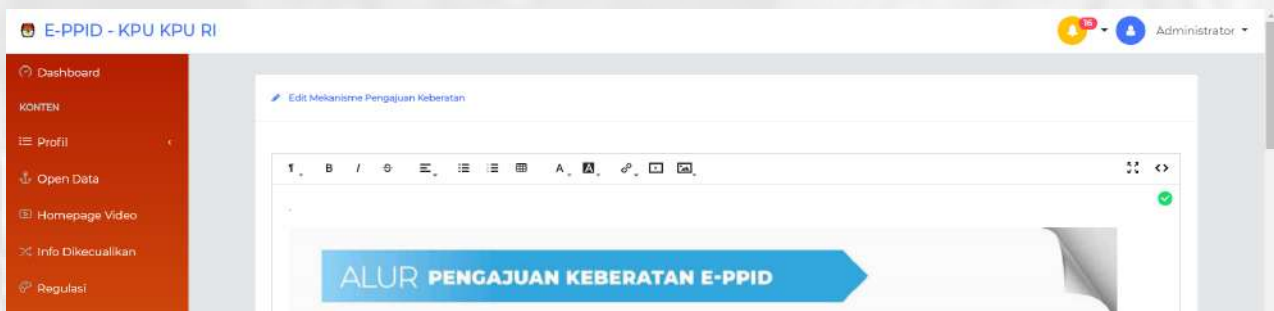 E-PPID - KPU KPU RI
16
Administrator
Dashboard
KONTEN
Profil
Open Data
Homepage Video
Info Dikecualikan
Regulasi
Edit Mekanisme Pengajuan Keberatan
¶ B I S A A <>
ALUR PENGAJUAN KEBERATAN E-PPID